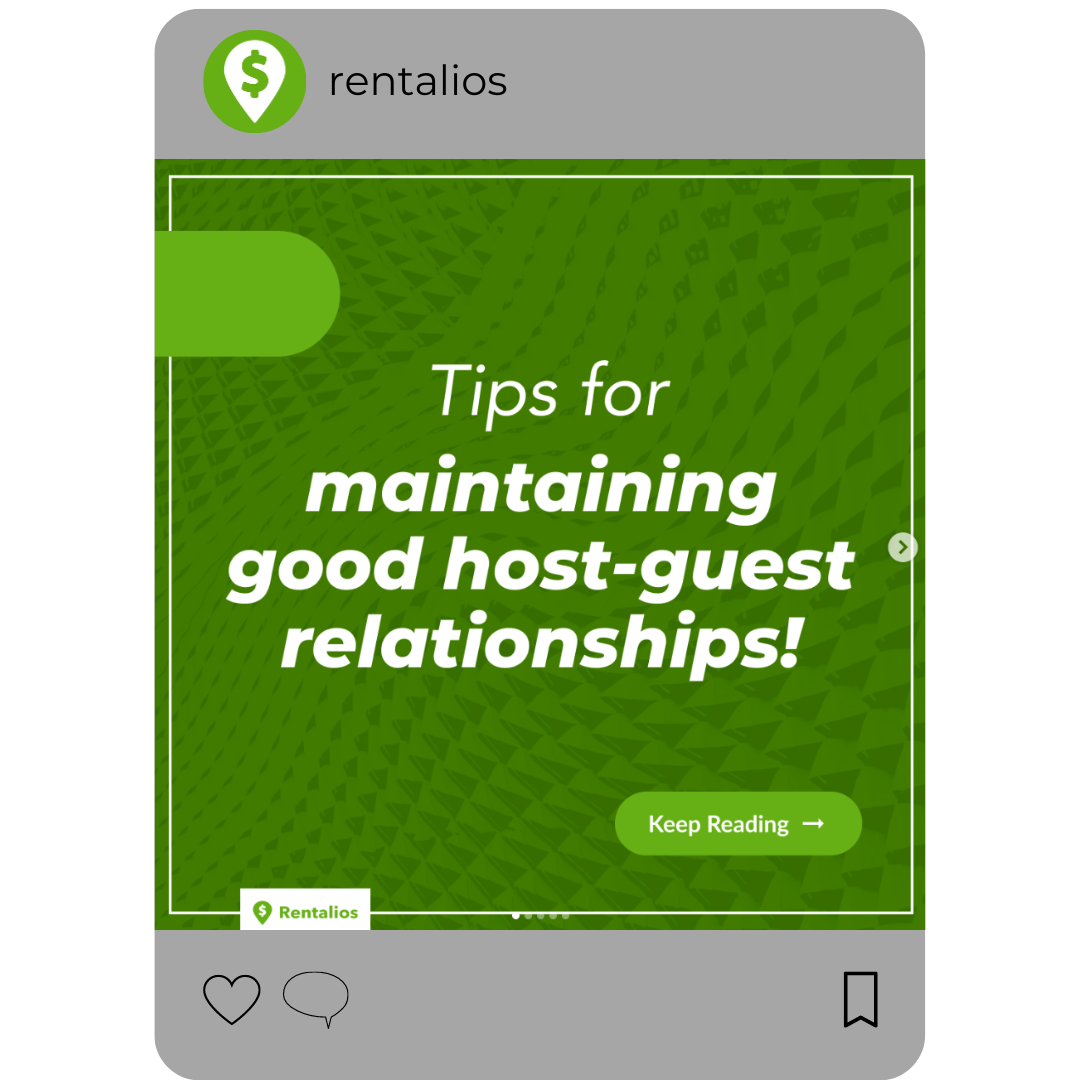 $
rentalios
Tips for
maintaining
good host-guest
relationships!
Keep Reading →
$ Rentalios